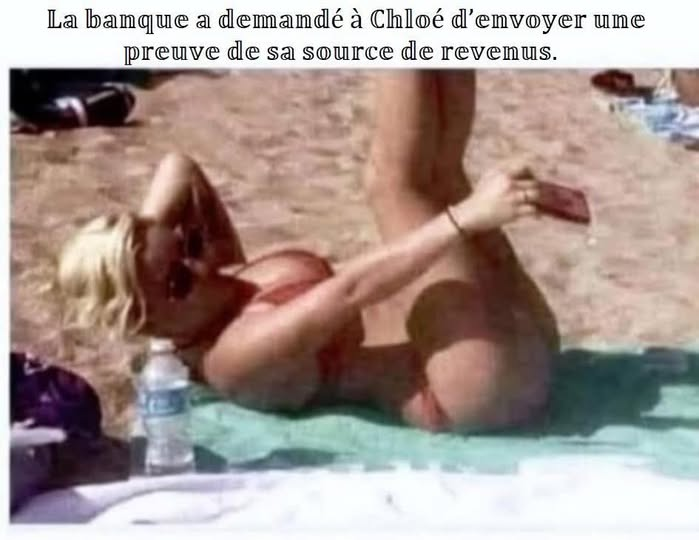 La banque a demandé à Chloé d'envoyer une
preuve de sa source de revenus.